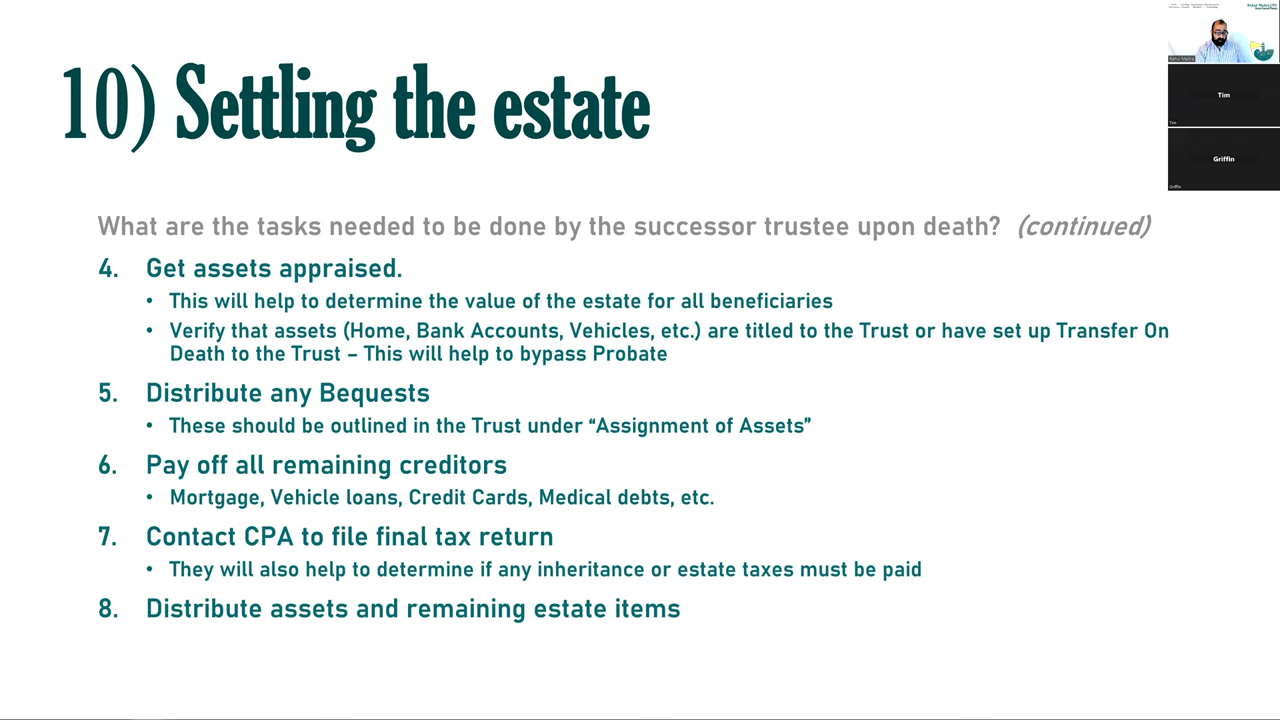 10) Settling the estate
What are the tasks needed to be done by the successor trustee upon death? (continued)
4. Get assets appraised.
• This will help to determine the value of the estate for all beneficiaries
• Verify that assets (Home, Bank Accounts, Vehicles, etc.) are titled to the Trust or have set up Transfer On
Death to the Trust – This will help to bypass Probate
5. Distribute any Bequests
• These should be outlined in the Trust under “Assignment of Assets”
6. Pay off all remaining creditors
• Mortgage, Vehicle loans, Credit Cards, Medical debts, etc.
7. Contact CPA to file final tax return
• They will also help to determine if any inheritance or estate taxes must be paid
8. Distribute assets and remaining estate items
Tim
Tim
Griffin
Griffin